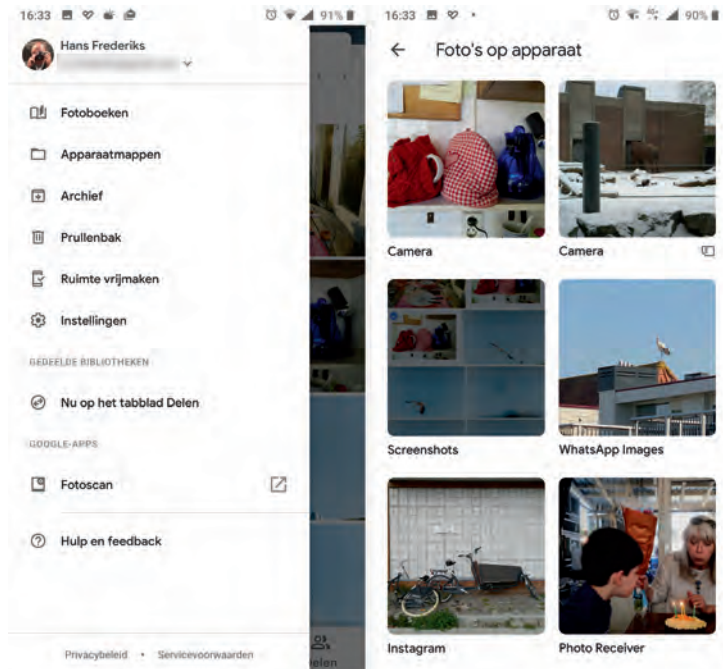 16:33
91%
Hans Frederiks
Fotoboeken
Apparaatmappen
Archief
Prullenbak
Ruimte vrijmaken
Instellingen
GEDEELDE BIBLIOTHEKEN
Nu op het tabblad Delen
GOOGLE-APPS
Fotoscan
Hulp en feedback
Privacybeleid • Servicevoorwaarden
elen
16:33
90%
Foto's op apparaat
Camera
Camera
Screenshots
WhatsApp Images
Instagram
Photo Receiver